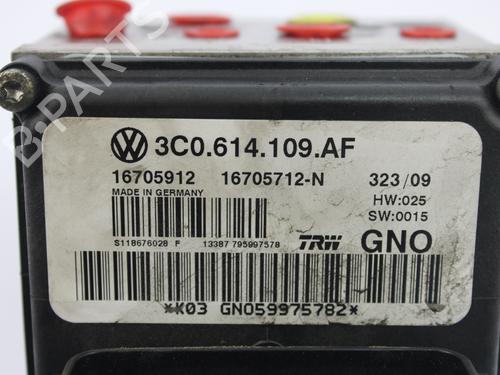 3C0.614.109.AF
16705912 16705712-N 323/09
MADE IN GERMANY HW:025
SW:0015
S118676028 F 13387 795997578 TRW GNO
*K03 GNO59975782*
B-PARTS